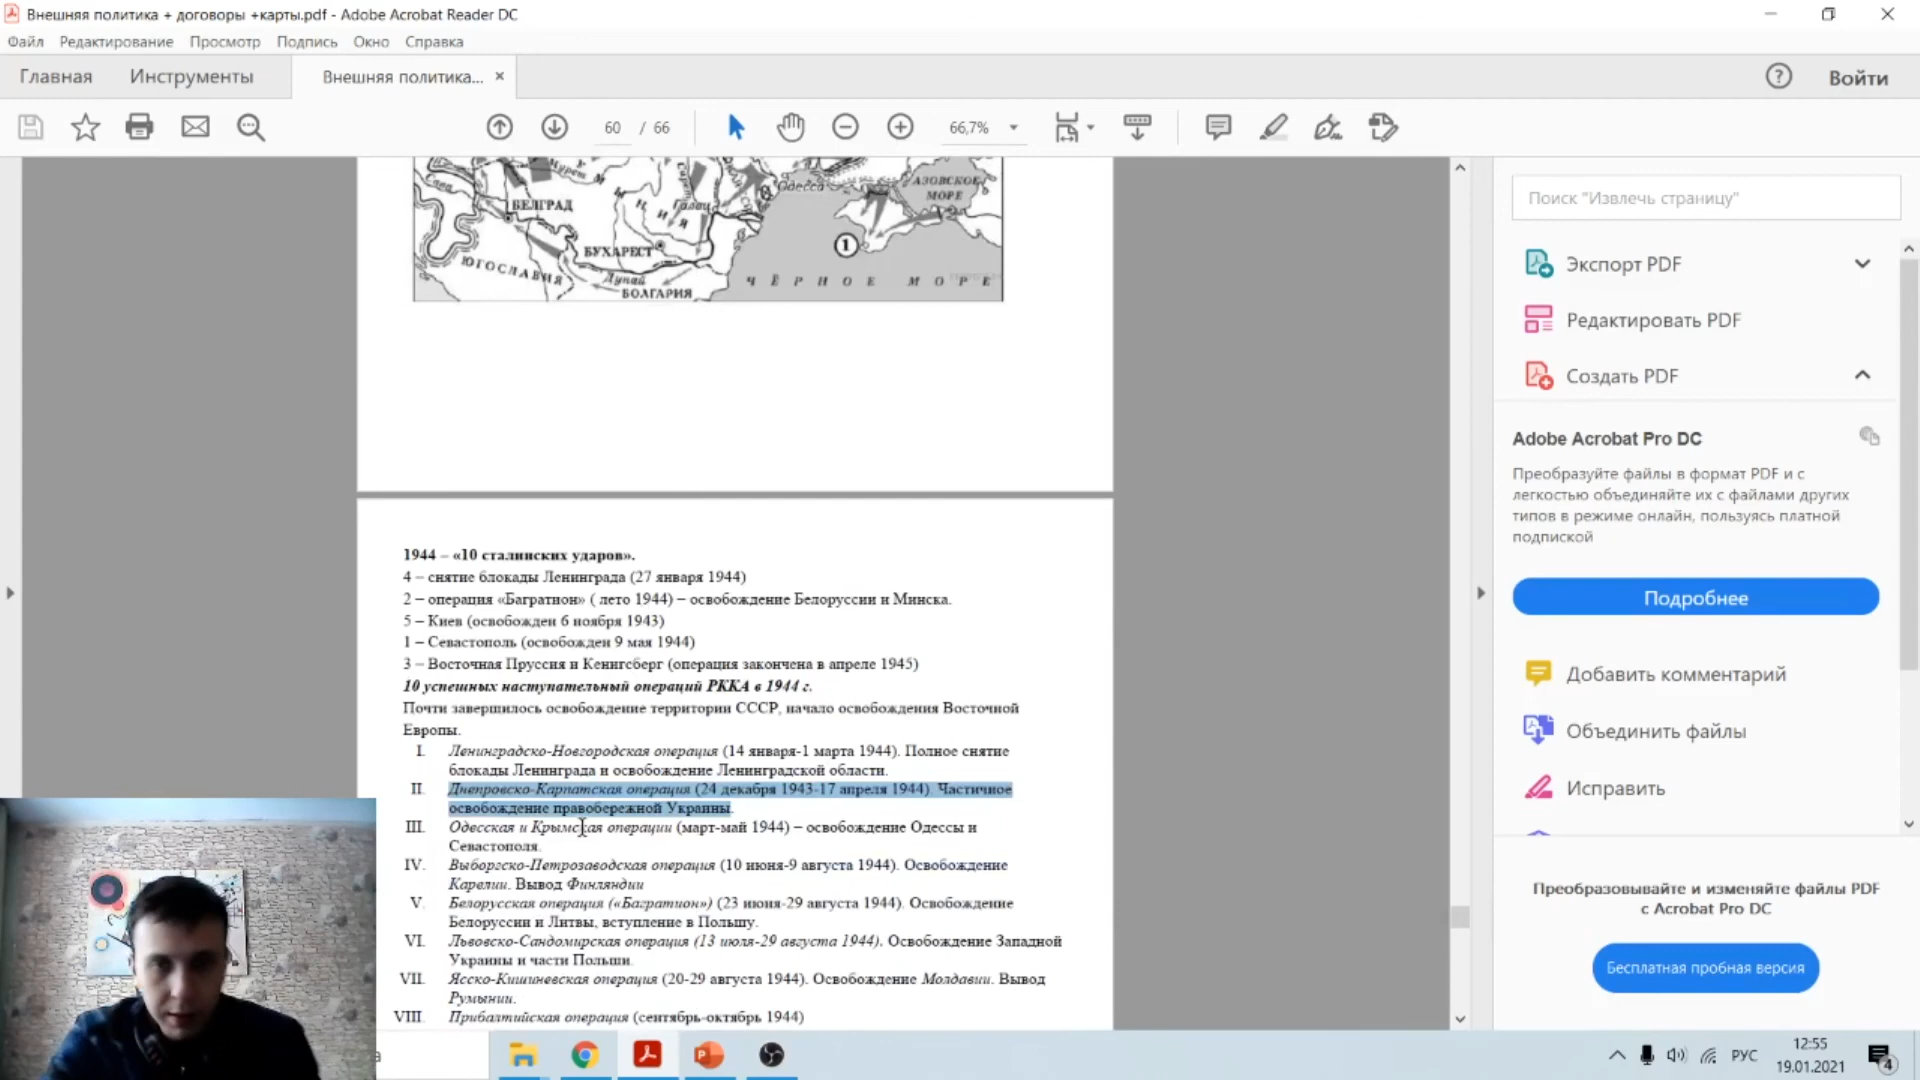 Внешняя политика + договоры +карты.pdf - Adobe Acrobat Reader DC
Файл Редактирование Просмотр Подпись Окно Справка
Главная Инструменты Внешняя политика... × Войти
60 / 66 66,7%
Одесса
АЗОВСКОЕ
МОРЕ
БЕЛГРАД
Галац
БУХАРЕСТ
1
ЮГОСЛАВИЯ
Дунай
БОЛГАРИЯ
ЧЁРНОЕ МОРЕ
1944 – «10 сталинских ударов».
4 – снятие блокады Ленинграда (27 января 1944)
2 – операция «Багратион» ( лето 1944) – освобождение Белоруссии и Минска.
5 – Киев (освобожден 6 ноября 1943)
1 – Севастополь (освобожден 9 мая 1944)
3 – Восточная Пруссия и Кенигсберг (операция закончена в апреле 1945)
10 успешных наступательный операций РККА в 1944 г.
Почти завершилось освобождение территории СССР, начало освобождения Восточной
Европы.
I. Ленинградско-Новгородская операция (14 января-1 марта 1944). Полное снятие
блокады Ленинграда и освобождение Ленинградской области.
II. Днепровско-Карпатская операция (24 декабря 1943-17 апреля 1944). Частичное
освобождение правобережной Украины.
III. Одесская и Крымская операции (март-май 1944) – освобождение Одессы и
Севастополя.
IV. Выборгско-Петрозаводская операция (10 июня-9 августа 1944). Освобождение
Карелии. Вывод Финляндии
V. Белорусская операция («Багратион») (23 июня-29 августа 1944). Освобождение
Белоруссии и Литвы, вступление в Польшу.
VI. Львовско-Сандомирская операция (13 июля-29 августа 1944). Освобождение Западной
Украины и части Польши.
VII. Ясско-Кишиневская операция (20-29 августа 1944). Освобождение Молдавии. Вывод
Румынии.
VIII. Прибалтийская операция (сентябрь-октябрь 1944)
Поиск "Извлечь страницу"
Экспорт PDF
Редактировать PDF
Создать PDF
Adobe Acrobat Pro DC
Преобразуйте файлы в формат PDF и с
легкостью объединяйте их с файлами других
типов в режиме онлайн, пользуясь платной
подпиской
Подробнее
Добавить комментарий
Объединить файлы
Исправить
Преобразовывайте и изменяйте файлы PDF
с Acrobat Pro DC
Бесплатная пробная версия
РУС
12:55
19.01.2021
4